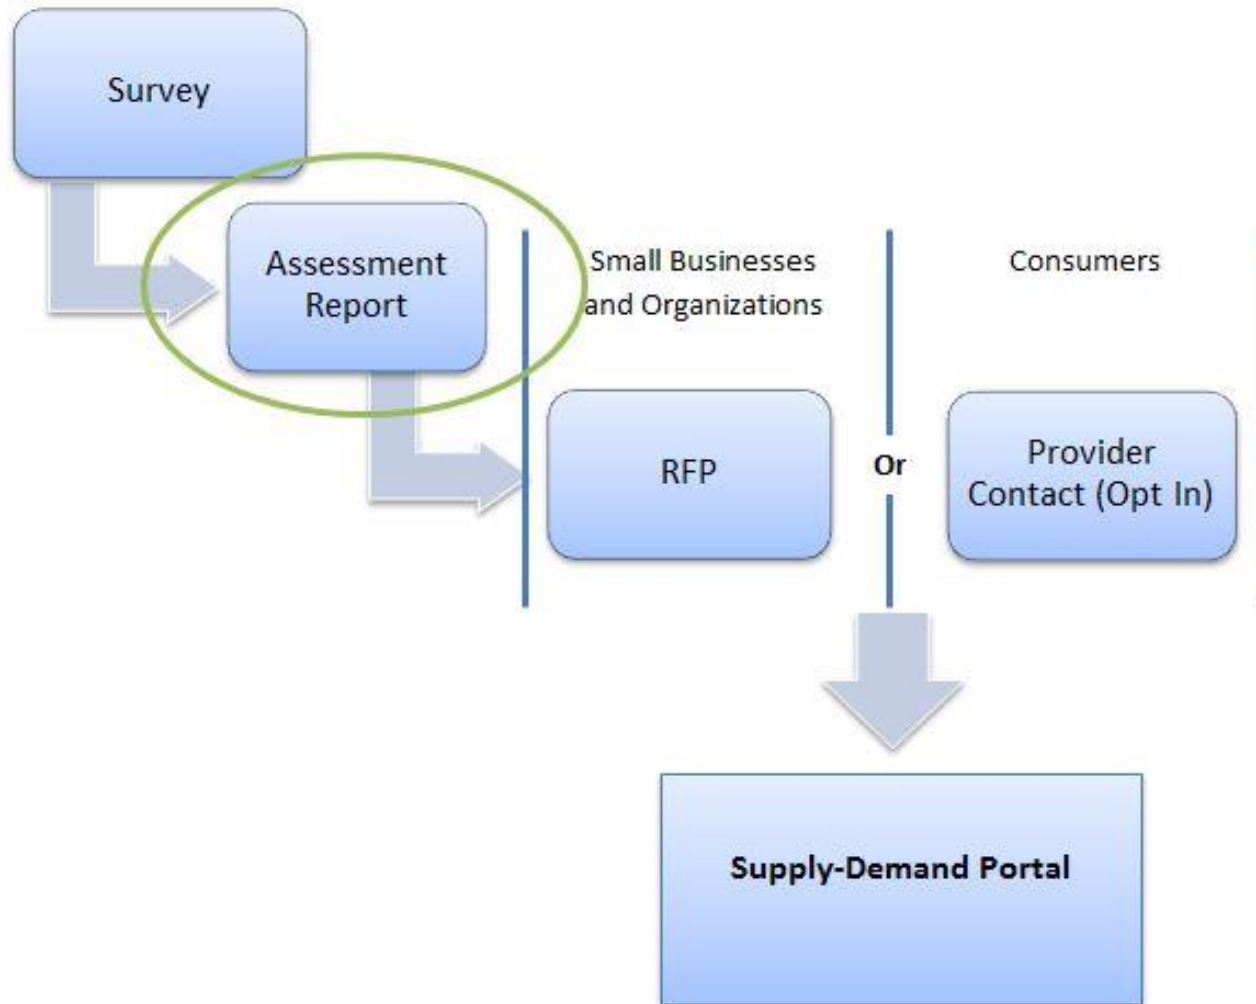 Survey
Assessment
Report
Small Businesses
and Organizations
Consumers
RFP
Or
Provider
Contact (Opt In)
Supply-Demand Portal